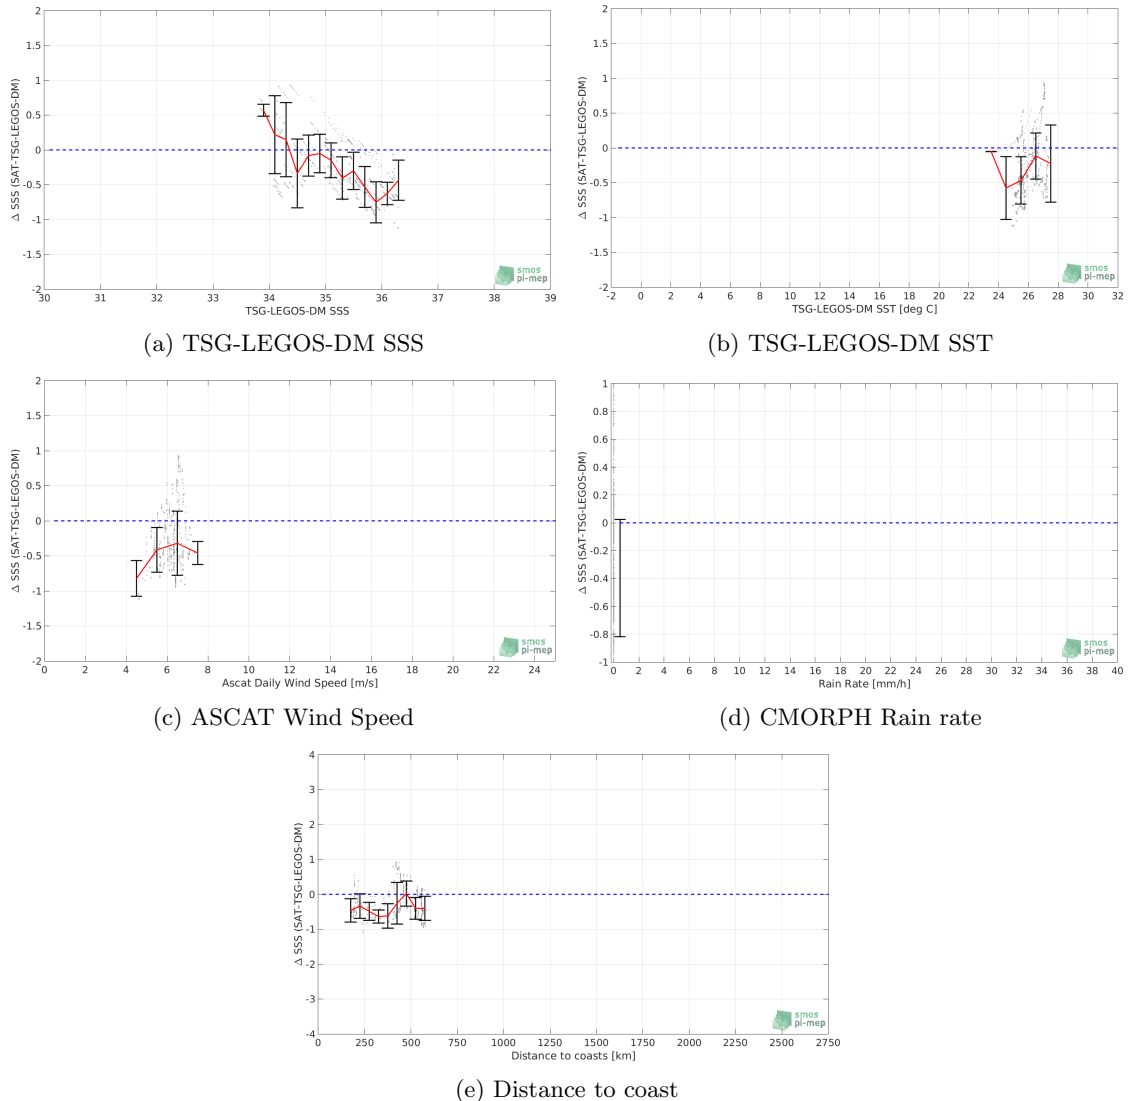 2
1.5
1
0.5
0
-0.5
-1
-1.5
-2
Δ SSS (SAT-TSG-LEGOS-DM)
30 31 32 33 34 35 36 37 38 39
TSG-LEGOS-DM SSS
smos
pi-mep
(a) TSG-LEGOS-DM SSS
2
1.5
1
0.5
0
-0.5
-1
-1.5
-2
Δ SSS (SAT-TSG-LEGOS-DM)
-2 0 2 4 6 8 10 12 14 16 18 20 22 24 26 28 30 32
TSG-LEGOS-DM SST [deg C]
smos
pi-mep
(b) TSG-LEGOS-DM SST
2
1.5
1
0.5
0
-0.5
-1
-1.5
-2
Δ SSS (SAT-TSG-LEGOS-DM)
0 2 4 6 8 10 12 14 16 18 20 22 24
Ascat Daily Wind Speed [m/s]
smos
pi-mep
(c) ASCAT Wind Speed
1
0.8
0.6
0.4
0.2
0
-0.2
-0.4
-0.6
-0.8
-1
Δ SSS (SAT-TSG-LEGOS-DM)
0 2 4 6 8 10 12 14 16 18 20 22 24 26 28 30 32 34 36 38 40
Rain Rate [mm/h]
smos
pi-mep
(d) CMORPH Rain rate
4
3
2
1
0
-1
-2
-3
-4
Δ SSS (SAT-TSG-LEGOS-DM)
0 250 500 750 1000 1250 1500 1750 2000 2250 2500 2750
Distance to coasts [km]
smos
pi-mep
(e) Distance to coast